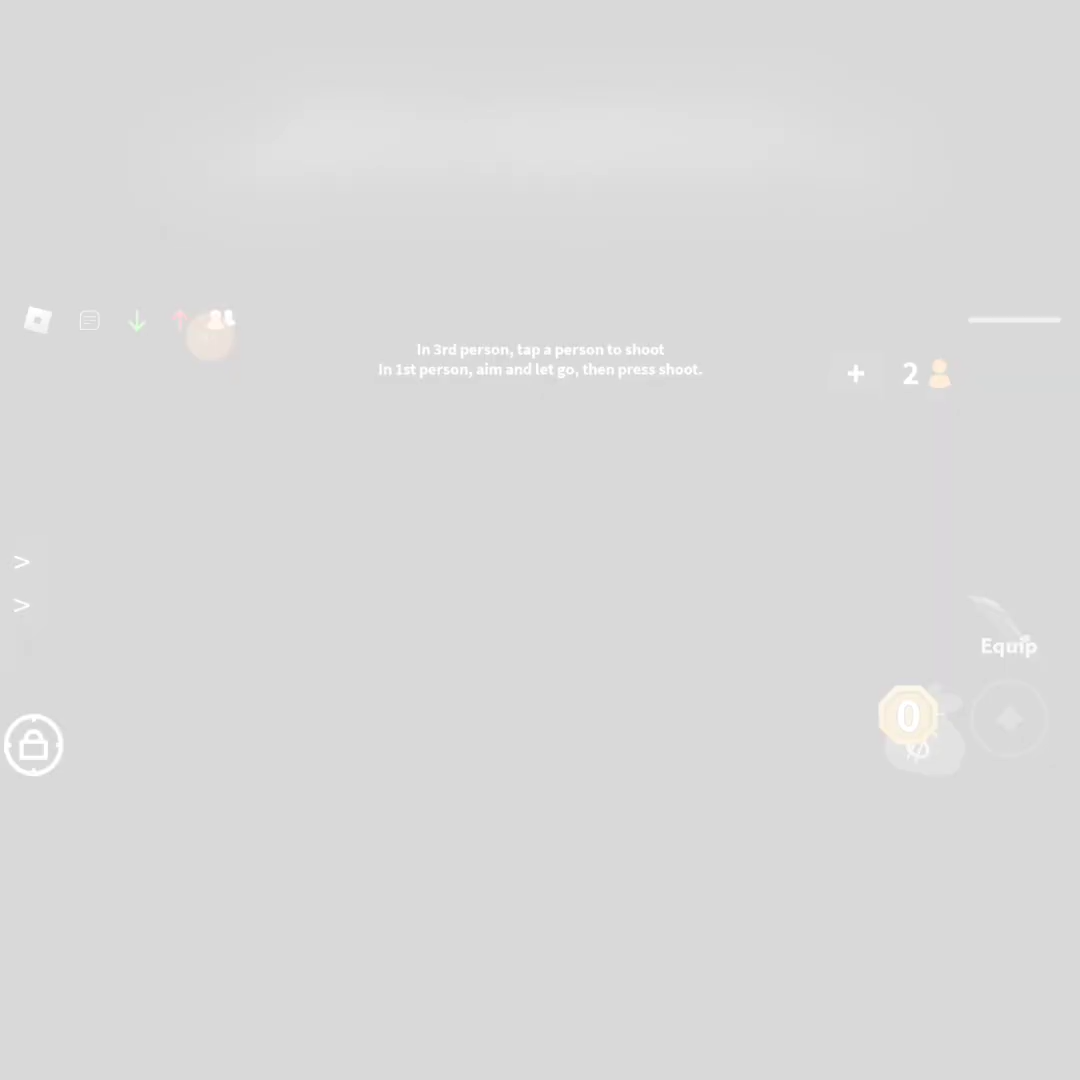 In 3rd person, tap a person to shoot
In 1st person, aim and let go, then press shoot.
+ 2
>
>
Equip
0